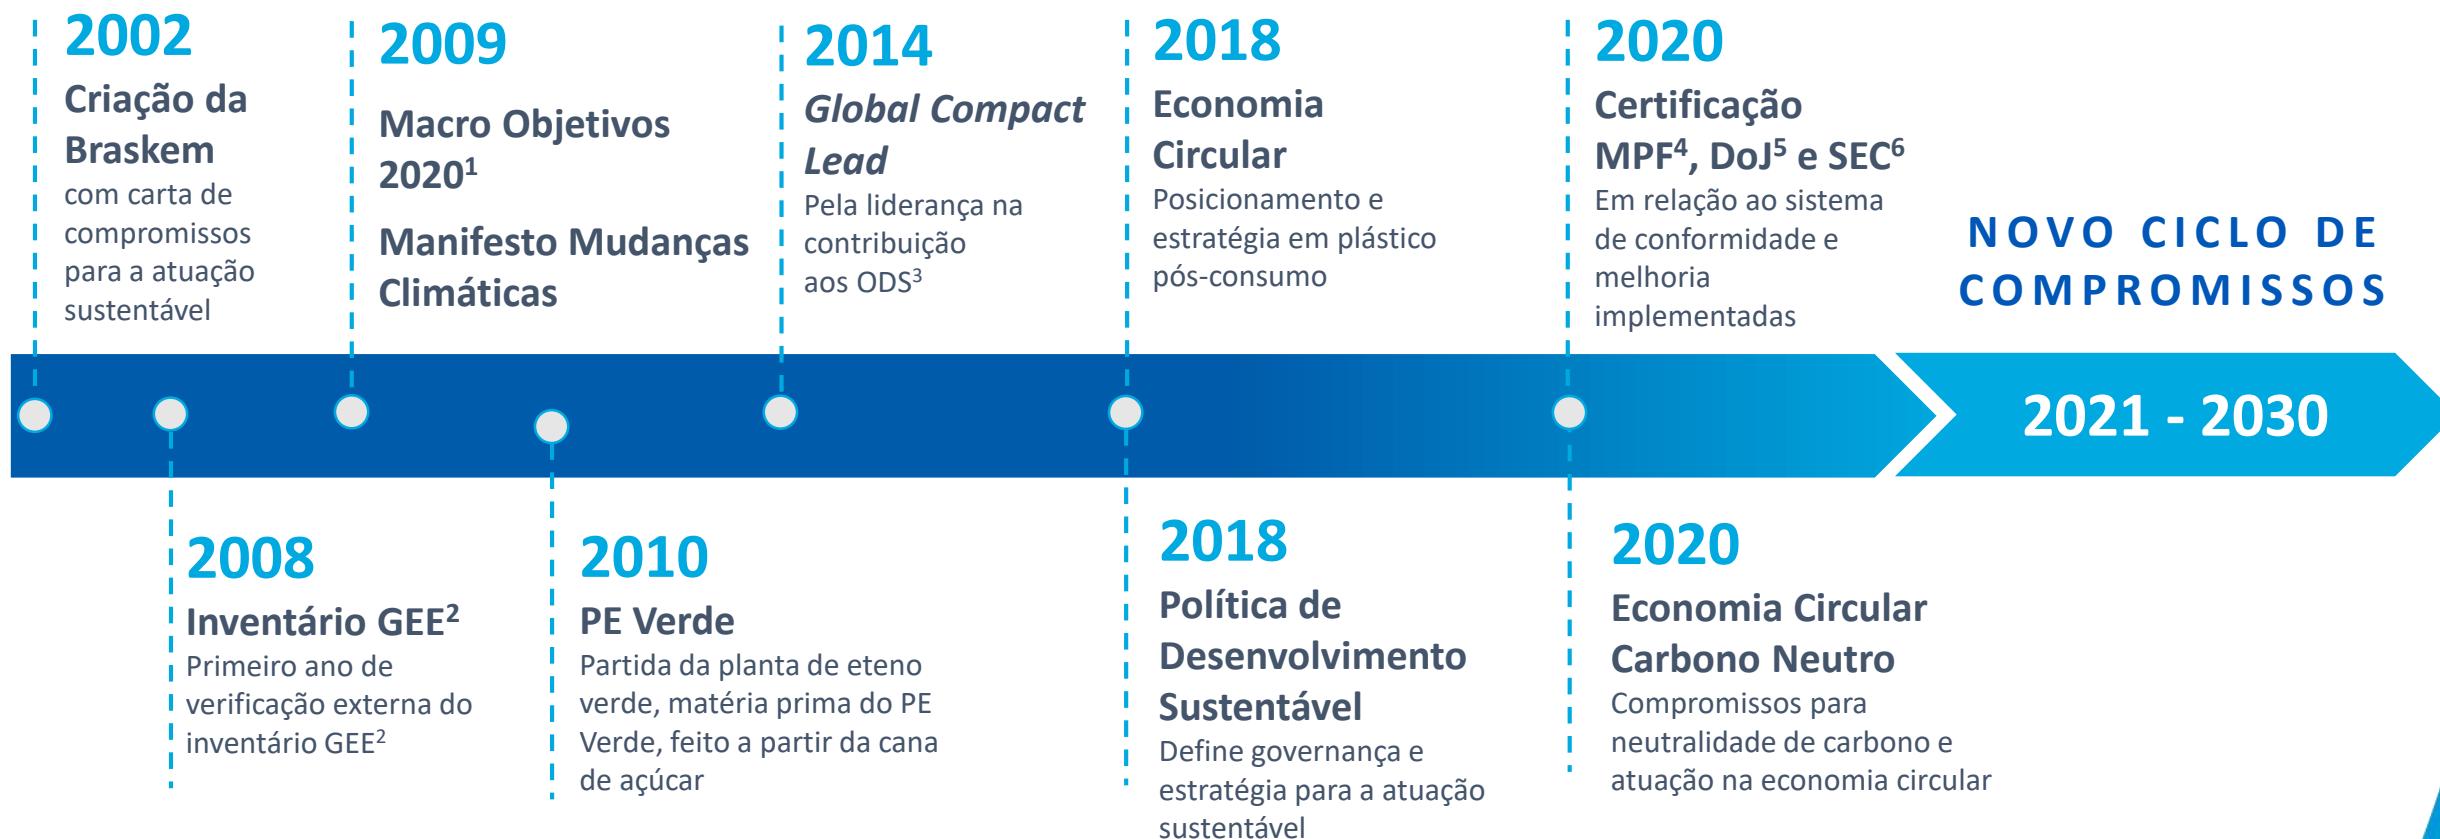 2002
Criação da
Braskem
com carta de
compromissos
para a atuação
sustentável
2009
Macro Objetivos
2020¹
Manifesto Mudanças
Climáticas
2014
Global Compact
Lead
Pela liderança na
contribuição
aos ODS³
2018
Economia
Circular
Posicionamento e
estratégia em plástico
pós-consumo
2020
Certificação
MPF⁴, DoJ⁵ e SEC⁶
Em relação ao sistema
de conformidade e
melhoria
implementadas
NOVO CICLO DE
COMPROMISSOS
2021 - 2030
2008
Inventário GEE²
Primeiro ano de
verificação externa do
inventário GEE²
2010
PE Verde
Partida da planta de eteno
verde, matéria prima do PE
Verde, feito a partir da cana
de açúcar
2018
Política de
Desenvolvimento
Sustentável
Define governança e
estratégia para a atuação
sustentável
2020
Economia Circular
Carbono Neutro
Compromissos para
neutralidade de carbono e
atuação na economia circular